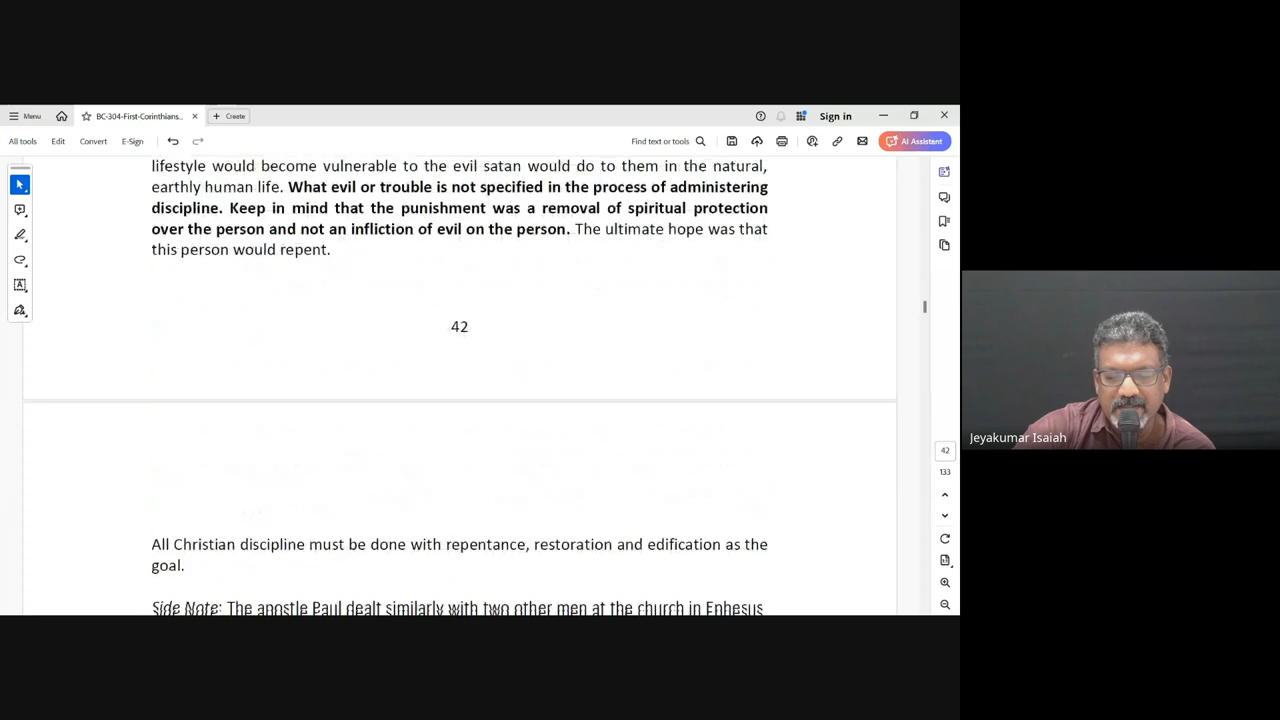 Menu
BC-304-First-Corinthians...
Create
Sign in
All tools
Edit
Convert
E-Sign
Find text or tools
AI Assistant
lifestyle would become vulnerable to the evil satan would do to them in the natural,
earthly human life. What evil or trouble is not specified in the process of administering
discipline. Keep in mind that the punishment was a removal of spiritual protection
over the person and not an infliction of evil on the person. The ultimate hope was that
this person would repent.
42
All Christian discipline must be done with repentance, restoration and edification as the
goal.
Side Note: The apostle Paul dealt similarly with two other men at the church in Ephesus
42
133
Jeyakumar Isaiah